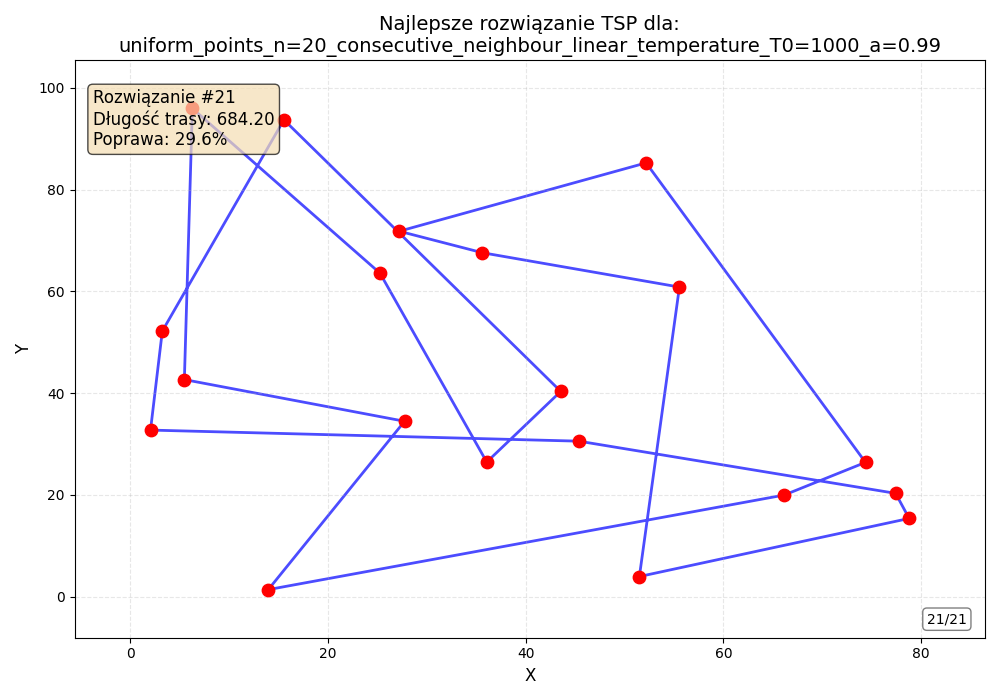 Najlepsze rozwiązanie TSP dla:
uniform_points_n=20_consecutive_neighbour_linear_temperature_T0=1000_a=0.99
Rozwiązanie #21
Długość trasy: 684.20
Poprawa: 29.6%
100
80
60
40
20
0
Y
21/21
0 20 40 60 80
X